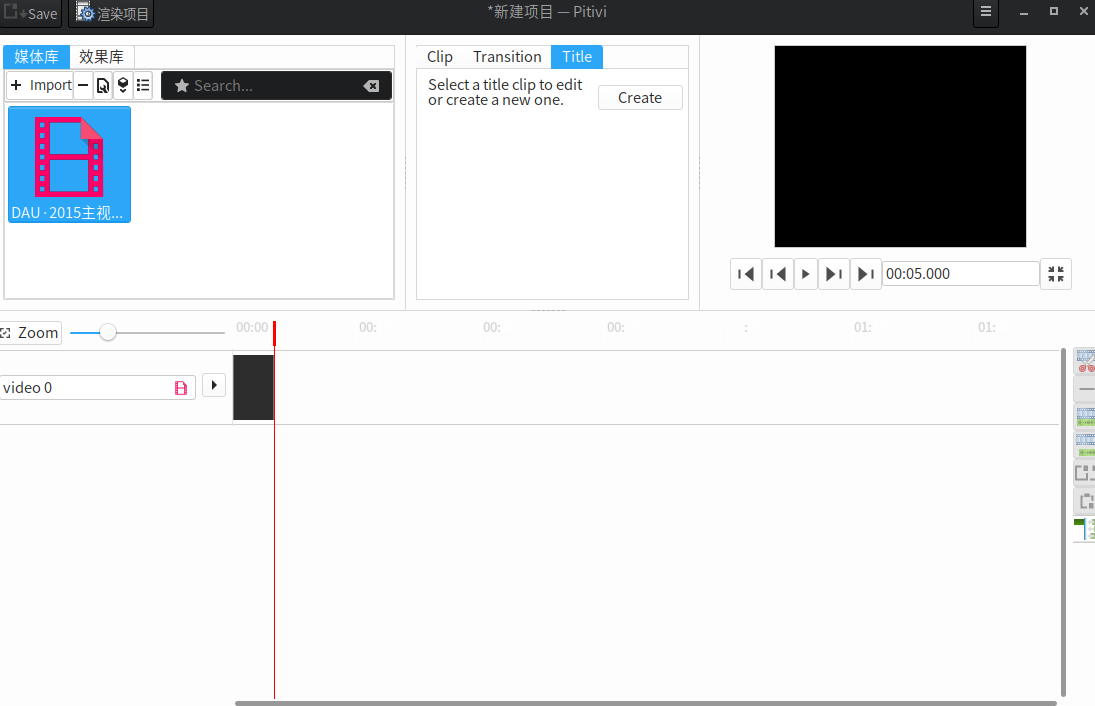 Save
渲染项目
*新建项目 — Pitivi
媒体库
效果库
Import
Search...
DAU · 2015主视...
Clip
Transition
Title
Select a title clip to edit
or create a new one.
Create
00:05.000
Zoom
00:00
00:
00:
00:
:
01:
01:
video 0